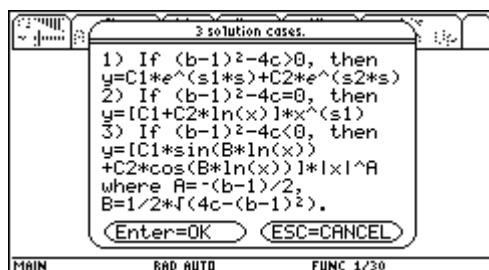 3 solution cases.
1) If (b-1)²-4c>0, then
y=C1*e^(s1*s)+C2*e^(s2*s)
2) If (b-1)²-4c=0, then
y=[C1+C2*ln(x)]*x^(s1)
3) If (b-1)²-4c<0, then
y=[C1*sin(B*ln(x))
+C2*cos(B*ln(x))]*|x|^A
where A=⁻(b-1)/2,
B=1/2*√(4c-(b-1)²).
Enter=OK ESC=CANCEL
MAIN RAD AUTO FUNC 1/30